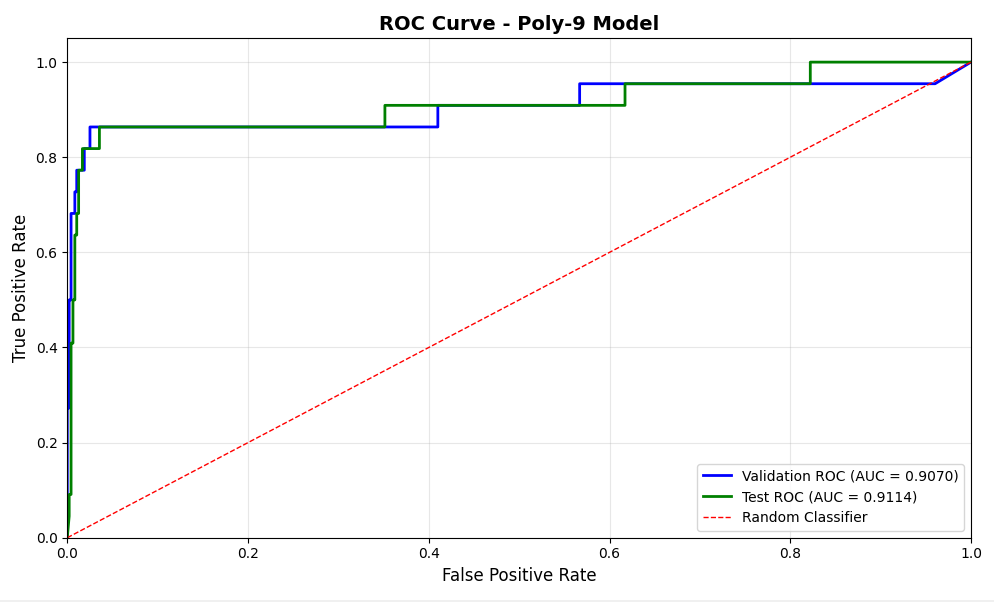 ROC Curve - Poly-9 Model
True Positive Rate
1.0
0.8
0.6
0.4
0.2
0.0
0.0 0.2 0.4 0.6 0.8 1.0
False Positive Rate
Validation ROC (AUC = 0.9070)
Test ROC (AUC = 0.9114)
Random Classifier